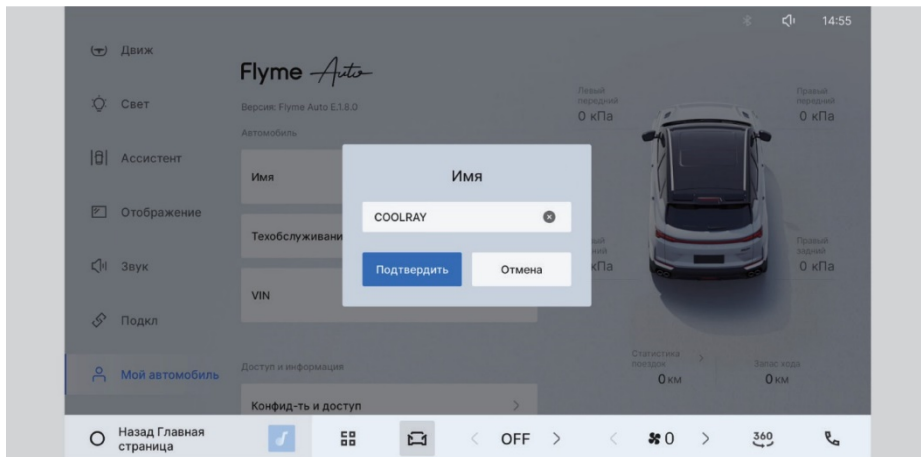 14:55
Движ
Свет
Ассистент
Отображение
Звук
Подкл
Мой автомобиль
Flyme Auto
Версия: Flyme Auto E.1.8.0
Автомобиль
Имя
Техобслуживани
VIN
Доступ и информация
Конфид-ть и доступ
Имя
COOLRAY
Подтвердить
Отмена
Левый
передний
0 кПа
Правый
передний
0 кПа
кПа
Правый
задний
0 кПа
Статистика
поездок
0 км
Запас хода
0 км
Назад Главная
страница
OFF
0
360